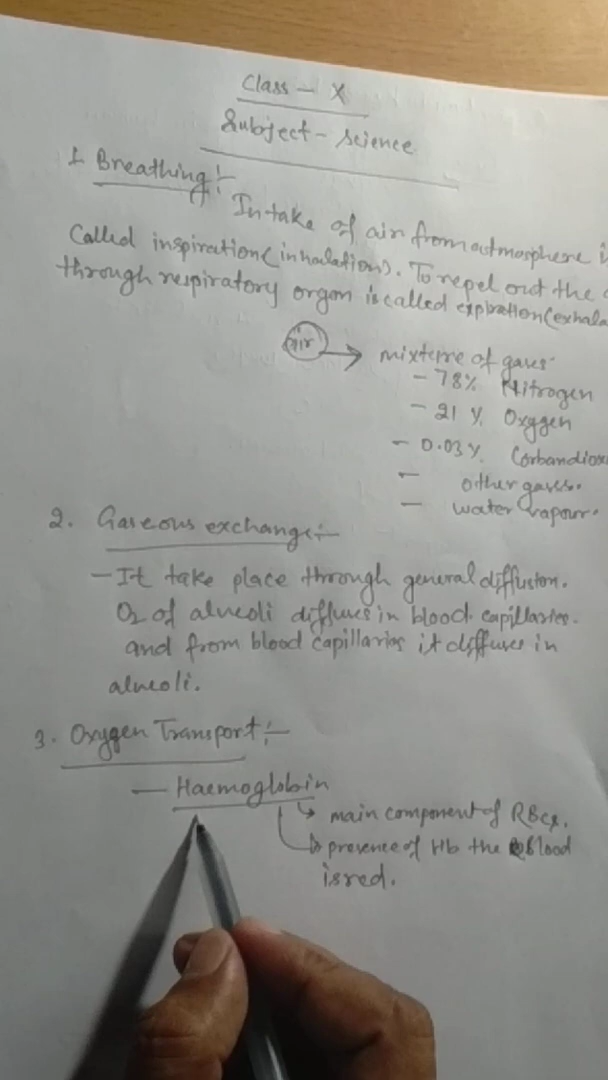 Class - X
Subject - Science
1. Breathing :-
Intake of air from atmosphere
Called inspiration (inhalation). To repel out the
through respiratory organ is called expiration (exhala
air → mixture of gases
- 78% Nitrogen
- 21 % Oxygen
- 0.03 % Corbandiox
- other gases.
- water vapour.
2. Gaseous exchange :-
- It take place through general diffusion.
O2 of alveoli diffuses in blood capillaries.
and from blood capillaries it diffuses in
alveoli.
3. Oxygen Transport :-
- Haemoglobin
→ main component of RBCs.
→ presence of Hb the Blood
is red.